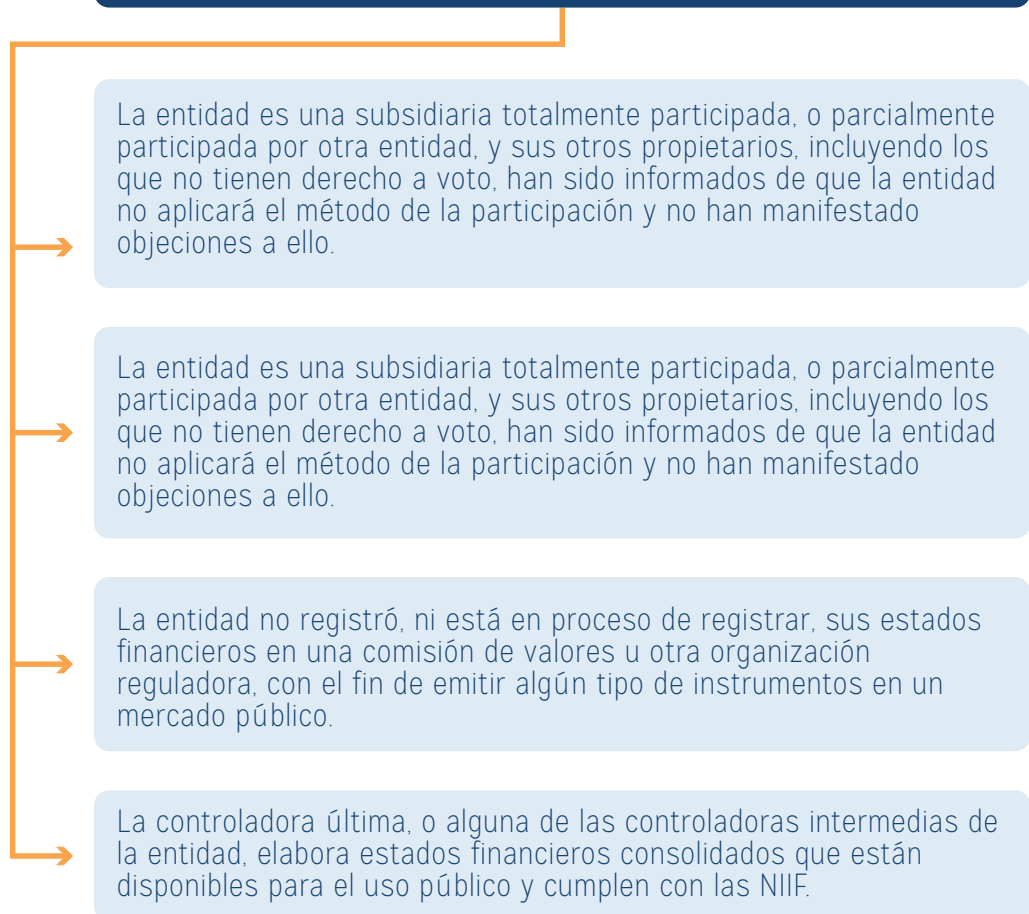 La entidad es una subsidiaria totalmente participada, o parcialmente
participada por otra entidad, y sus otros propietarios, incluyendo los
que no tienen derecho a voto, han sido informados de que la entidad
no aplicará el método de la participación y no han manifestado
objeciones a ello.
La entidad es una subsidiaria totalmente participada, o parcialmente
participada por otra entidad, y sus otros propietarios, incluyendo los
que no tienen derecho a voto, han sido informados de que la entidad
no aplicará el método de la participación y no han manifestado
objeciones a ello.
La entidad no registró, ni está en proceso de registrar, sus estados
financieros en una comisión de valores u otra organización
reguladora, con el fin de emitir algún tipo de instrumentos en un
mercado público.
La controladora última, o alguna de las controladoras intermedias de
la entidad, elabora estados financieros consolidados que están
disponibles para el uso público y cumplen con las NIIF.